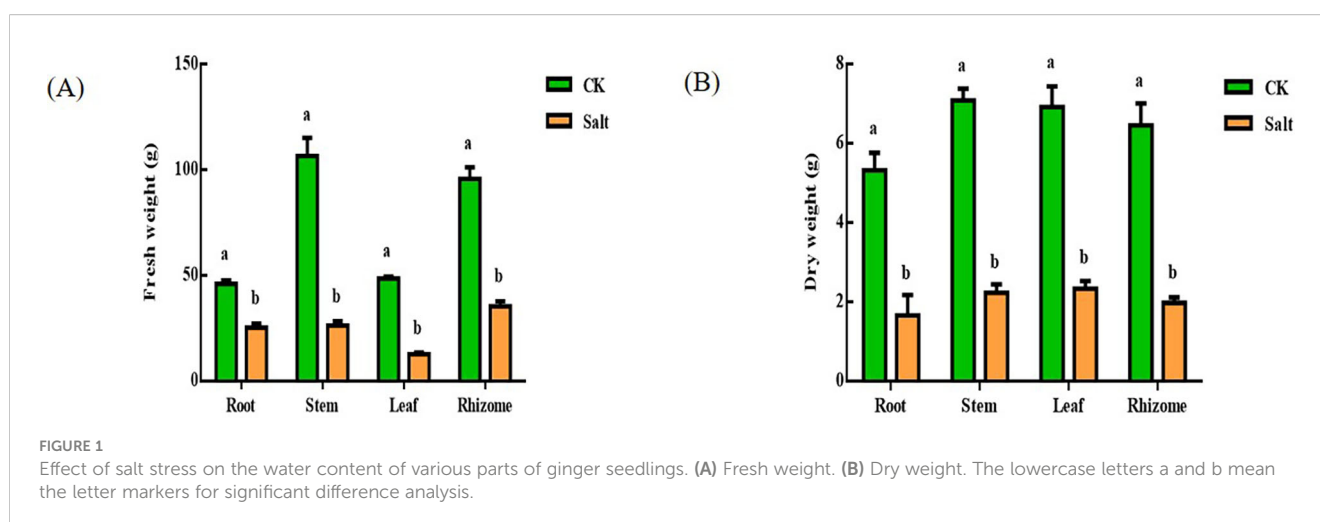 (A)
150
100
50
0
Fresh weight (g)
a
b
a
b
a
b
a
b
CK
Salt
Root Stem Leaf Rhizome
(B)
8
6
4
2
0
Dry weight (g)
a
b
a
b
a
b
a
b
CK
Salt
Root Stem Leaf Rhizome
FIGURE 1
Effect of salt stress on the water content of various parts of ginger seedlings. (A) Fresh weight. (B) Dry weight. The lowercase letters a and b mean
the letter markers for significant difference analysis.